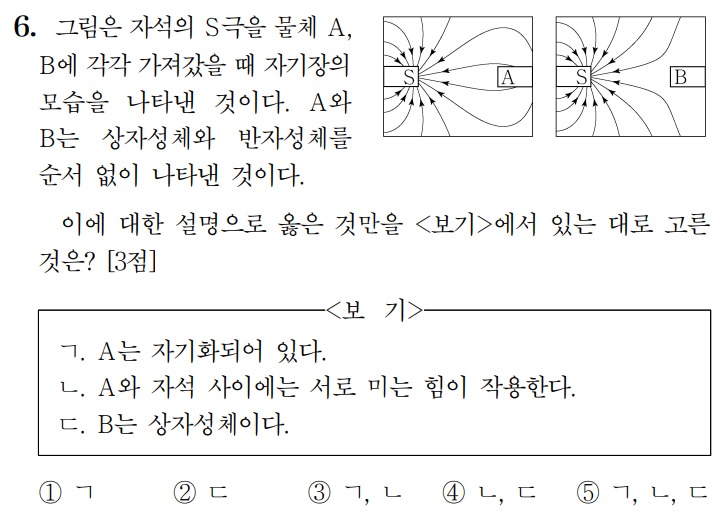 6. 그림은 자석의 S극을 물체 A,
B에 각각 가져갔을 때 자기장의
모습을 나타낸 것이다. A와
B는 상자성체와 반자성체를
순서 없이 나타낸 것이다.
S A
S B
이에 대한 설명으로 옳은 것만을 <보기>에서 있는 대로 고른
것은? [3점]
<보 기>
ㄱ. A는 자기화되어 있다.
ㄴ. A와 자석 사이에는 서로 미는 힘이 작용한다.
ㄷ. B는 상자성체이다.
① ㄱ ② ㄷ ③ ㄱ, ㄴ ④ ㄴ, ㄷ ⑤ ㄱ, ㄴ, ㄷ